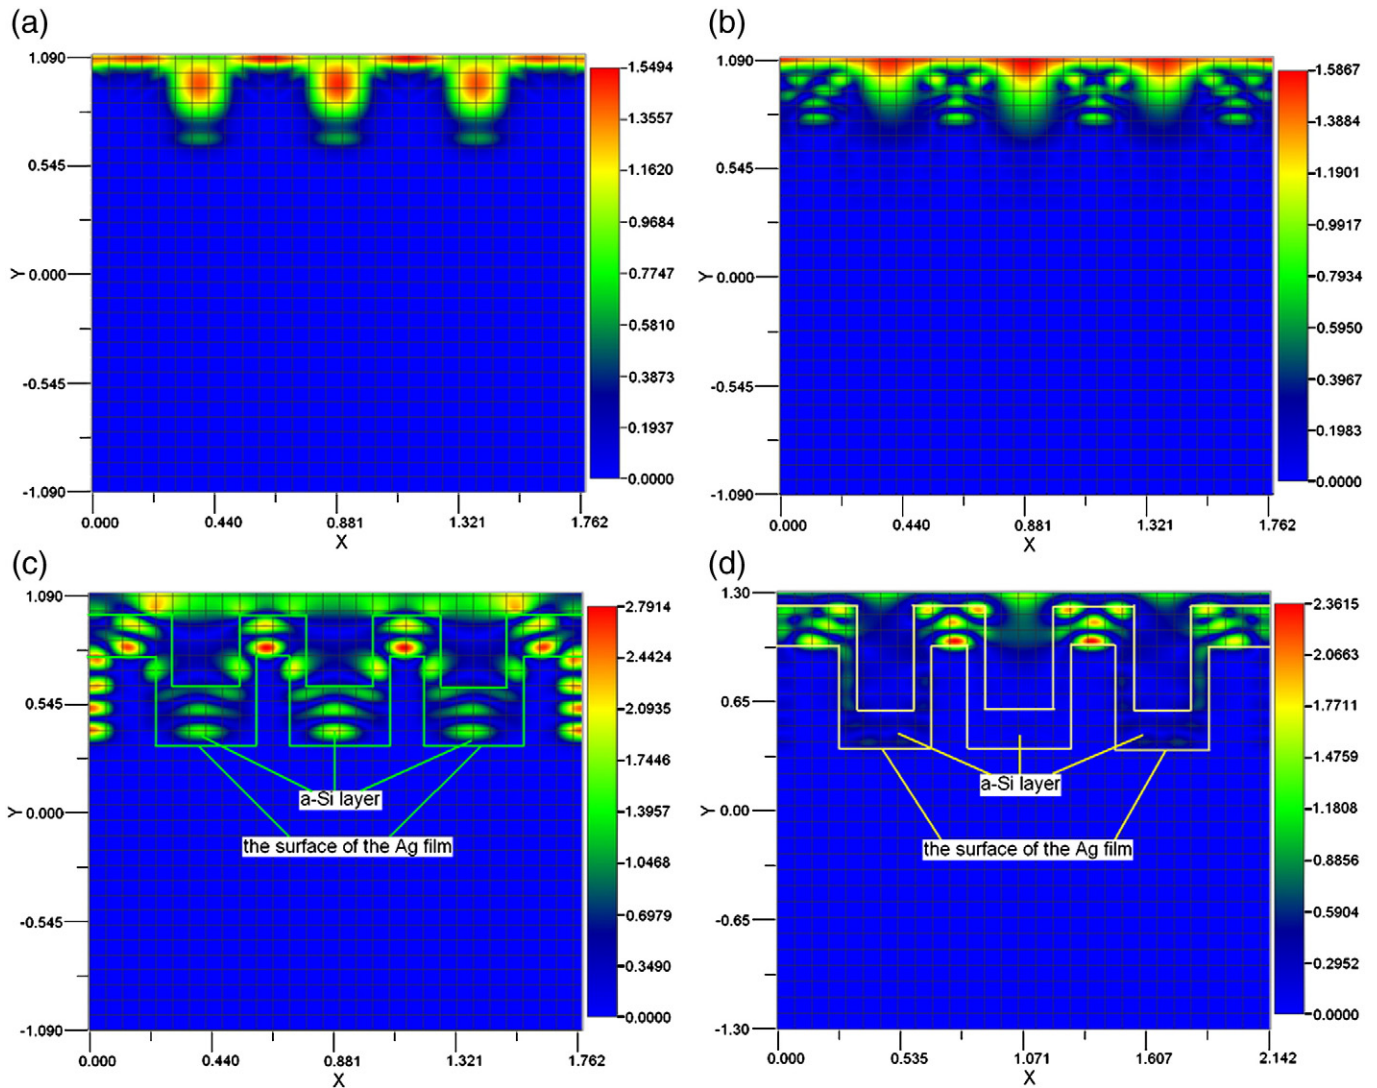 (a)
1.090
0.545
Y 0.000
-0.545
-1.090
0.000 0.440 0.881 1.321 1.762
X
1.5494
1.3557
1.1620
0.9684
0.7747
0.5810
0.3873
0.1937
0.0000
(b)
1.090
0.545
Y 0.000
-0.545
-1.090
0.000 0.440 0.881 1.321 1.762
X
1.5867
1.3884
1.1901
0.9917
0.7934
0.5950
0.3967
0.1983
0.0000
(c)
1.090
0.545
Y 0.000
-0.545
-1.090
0.000 0.440 0.881 1.321 1.762
X
a-Si layer
the surface of the Ag film
2.7914
2.4424
2.0935
1.7446
1.3957
1.0468
0.6979
0.3490
0.0000
(d)
1.30
0.65
Y 0.00
-0.65
-1.30
0.000 0.535 1.071 1.607 2.142
X
a-Si layer
the surface of the Ag film
2.3615
2.0663
1.7711
1.4759
1.1808
0.8856
0.5904
0.2952
0.0000